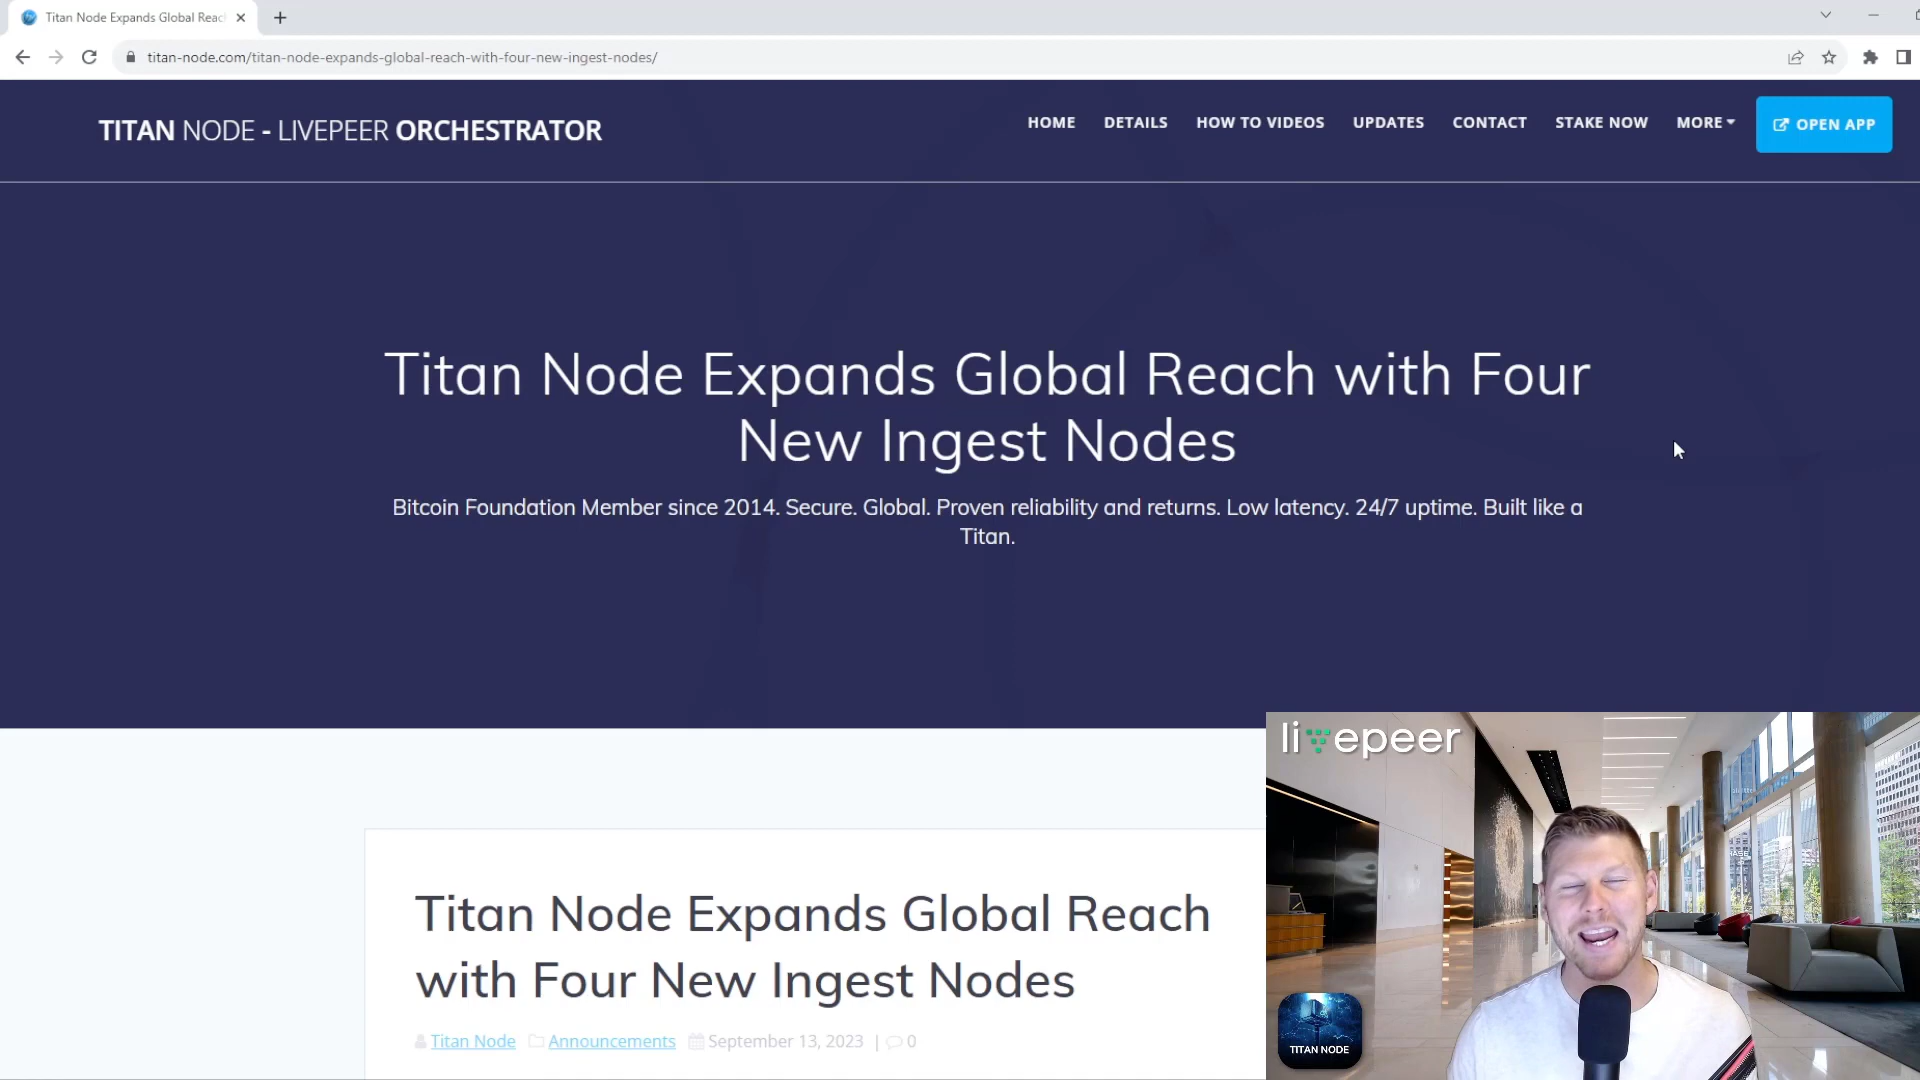 Titan Node Expands Global Reac
titan-node.com/titan-node-expands-global-reach-with-four-new-ingest-nodes/
TITAN NODE - LIVEPEER ORCHESTRATOR
HOME DETAILS HOW TO VIDEOS UPDATES CONTACT STAKE NOW MORE OPEN APP
Titan Node Expands Global Reach with Four
New Ingest Nodes
Bitcoin Foundation Member since 2014. Secure. Global. Proven reliability and returns. Low latency. 24/7 uptime. Built like a
Titan.
livepeer
Titan Node Expands Global Reach
with Four New Ingest Nodes
Titan Node Announcements September 13, 2023 | 0
TITAN NODE